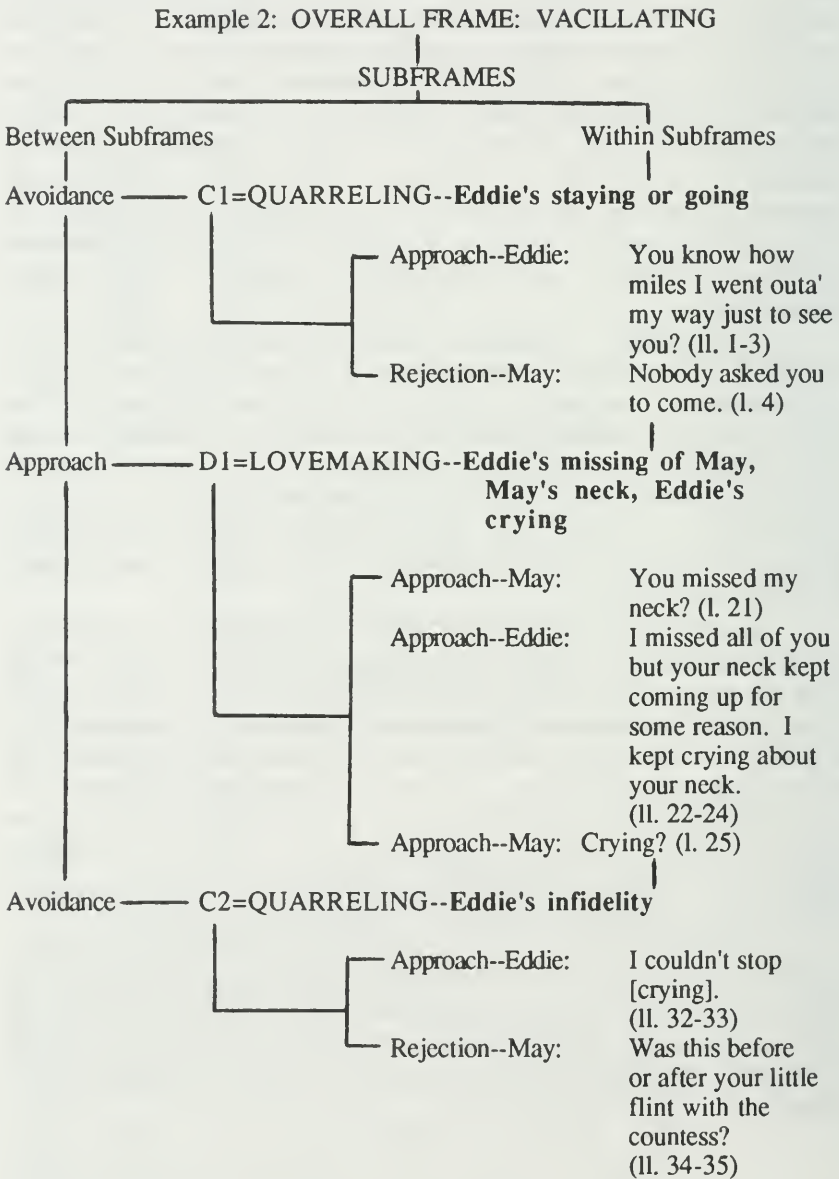 Example 2: OVERALL FRAME: VACILLATING
SUBFRAMES
Between Subframes Within Subframes
Avoidance C1=QUARRELING--Eddie's staying or going
Approach--Eddie: You know how
miles I went outa'
my way just to see
you? (ll. 1-3)
Rejection--May: Nobody asked you
to come. (l. 4)
Approach D1=LOVEMAKING--Eddie's missing of May,
May's neck, Eddie's
crying
Approach--May: You missed my
neck? (l. 21)
Approach--Eddie: I missed all of you
but your neck kept
coming up for
some reason. I
kept crying about
your neck.
(ll. 22-24)
Approach--May: Crying? (l. 25)
Avoidance C2=QUARRELING--Eddie's infidelity
Approach--Eddie: I couldn't stop
[crying].
(ll. 32-33)
Rejection--May: Was this before
or after your little
flint with the
countess?
(ll. 34-35)